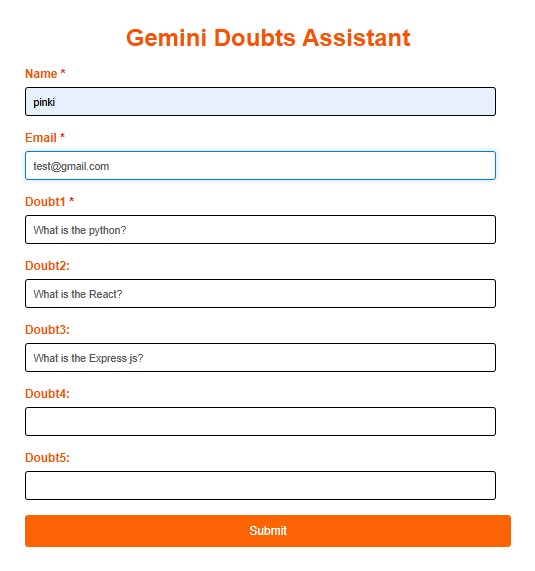 Gemini Doubts Assistant
Name *
pinki
Email *
test@gmail.com
Doubt1 *
What is the python?
Doubt2:
What is the React?
Doubt3:
What is the Express js?
Doubt4:
Doubt5:
Submit